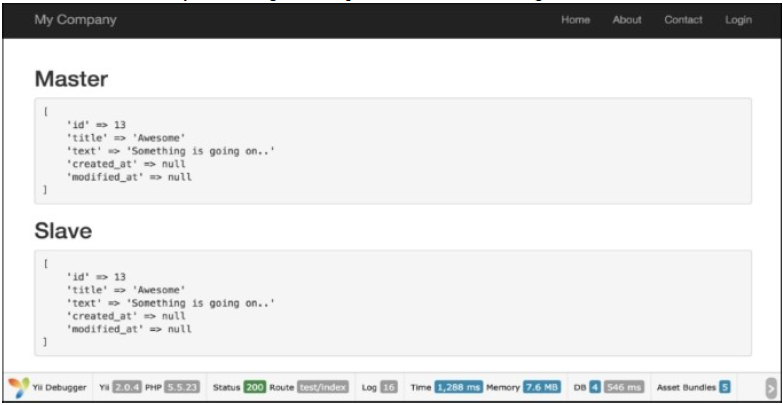 My Company Home About Contact Login
Master
[
'id' => 13
'title' => 'Awesome'
'text' => 'Something is going on..'
'created_at' => null
'modified_at' => null
]
Slave
[
'id' => 13
'title' => 'Awesome'
'text' => 'Something is going on..'
'created_at' => null
'modified_at' => null
]
Yii Debugger Yii 2.0.4 PHP 5.5.23 Status 200 Route test/index Log 16 Time 1,288 ms Memory 7.6 MB DB 4 546 ms Asset Bundles 5